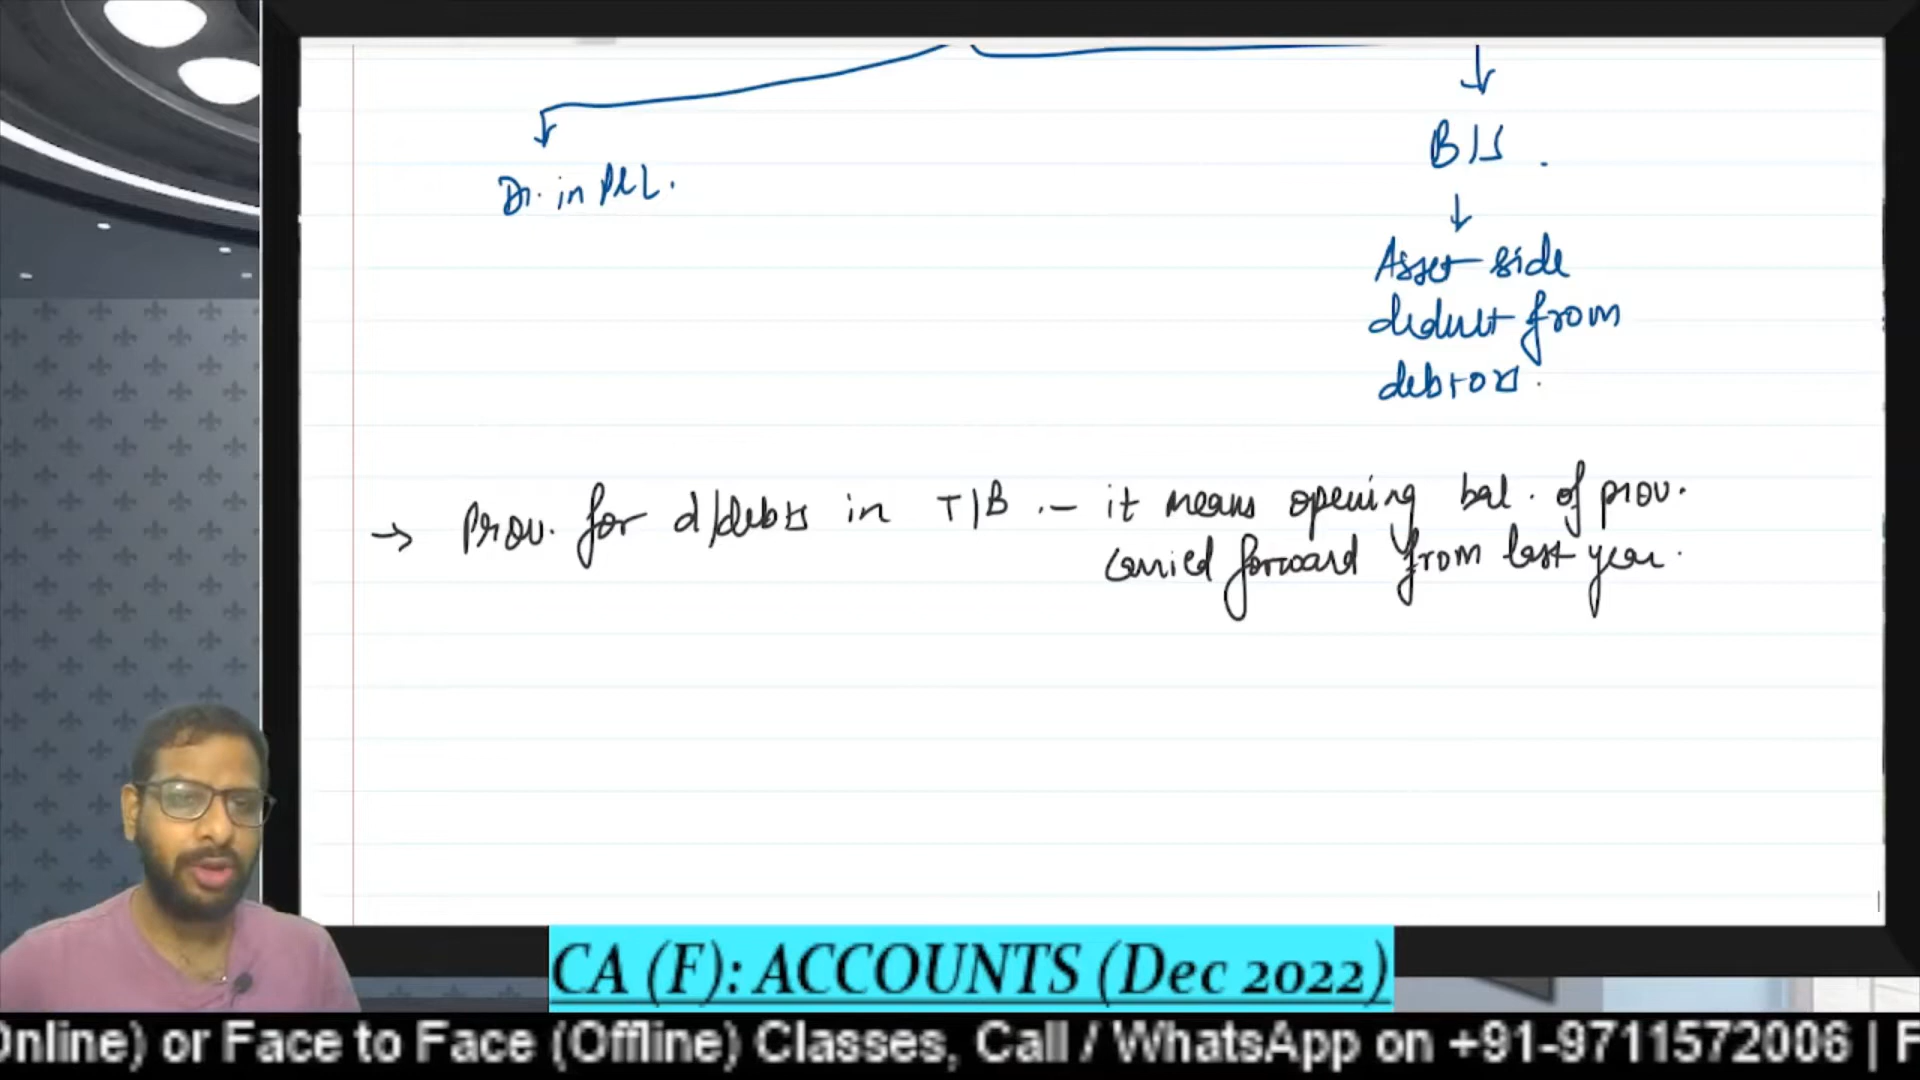 Dr. in P&L.
B/S.
Asset side
deduct from
debtors.
→ Prov. for d/debts in T/B. - it means opening bal. of prov.
carried forward from last year.
CA (F): ACCOUNTS (Dec 2022)
Online) or Face to Face (Offline) Classes, Call / WhatsApp on +91-9711572006 | F